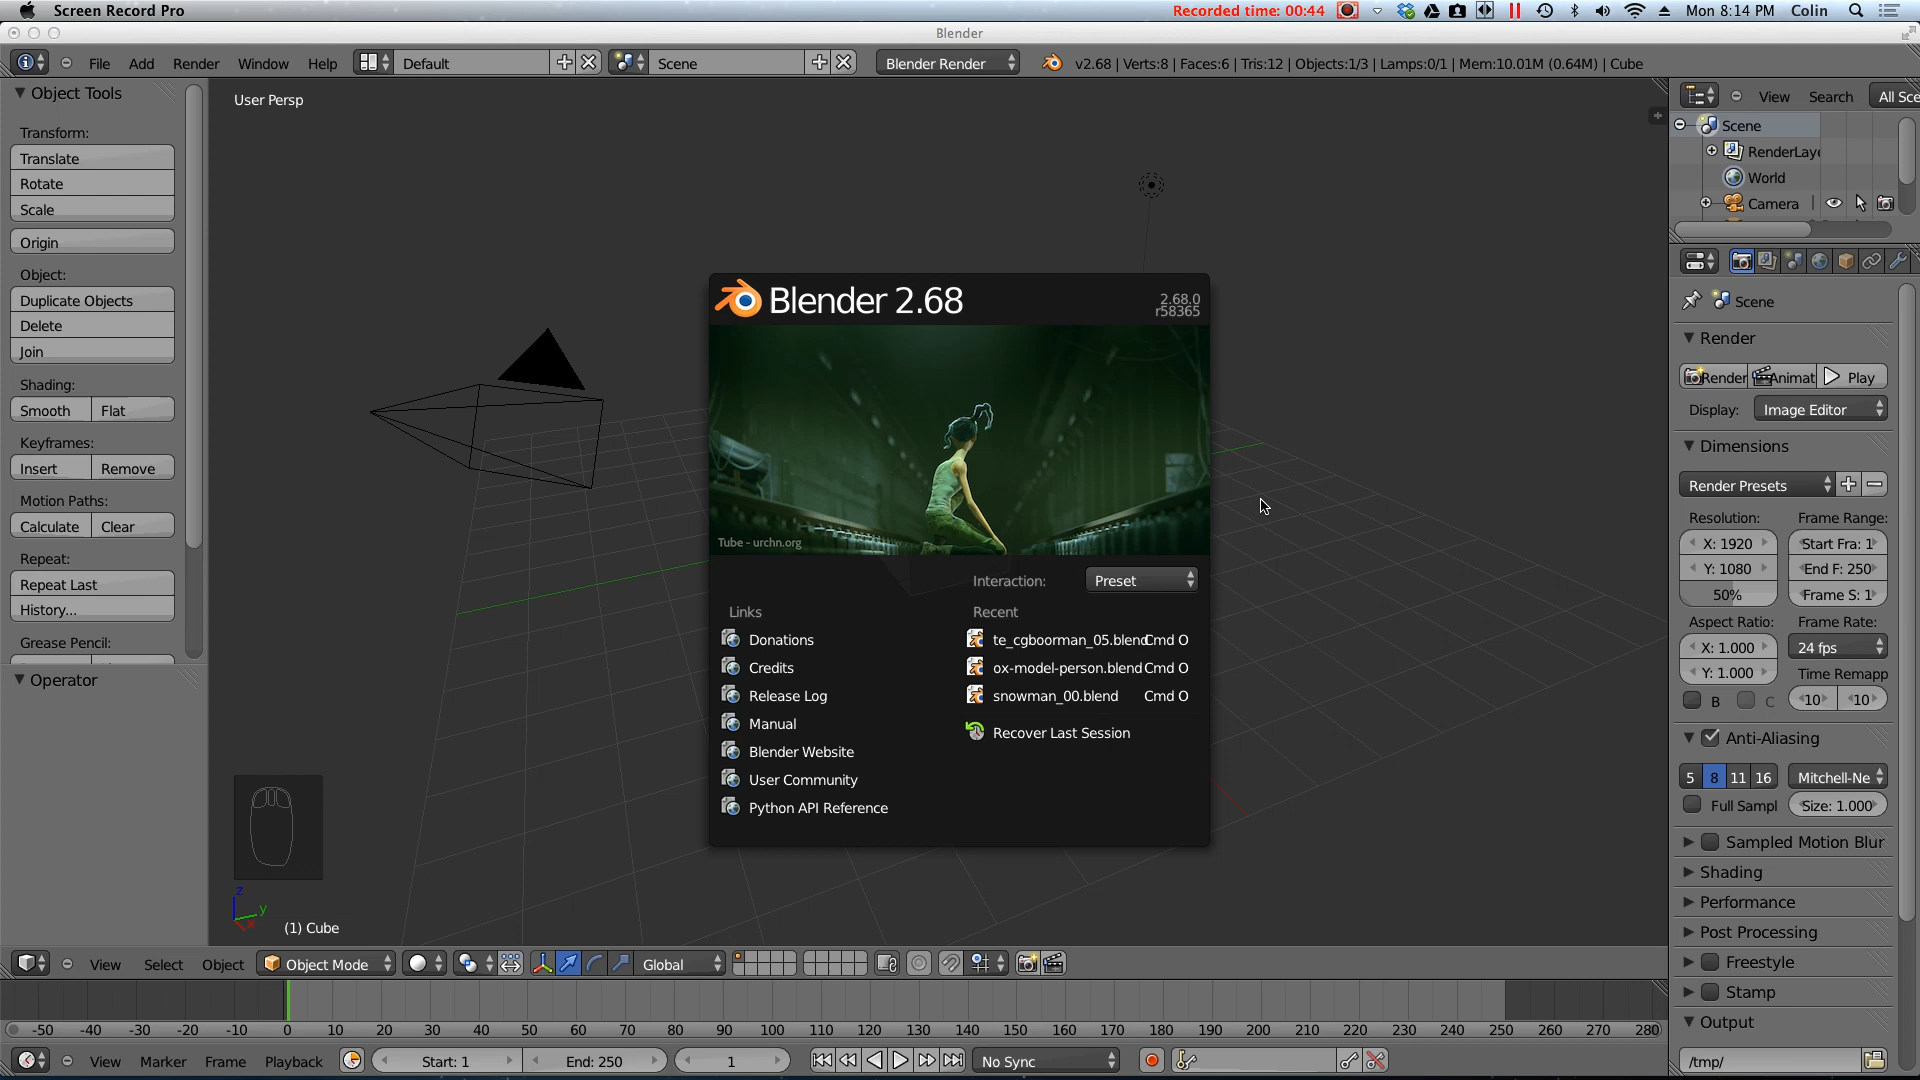 Screen Record Pro
Recorded time: 00:44
Mon 8:14 PM Colin
Blender
File Add Render Window Help
Default
Scene
Blender Render
v2.68 | Verts:8 | Faces:6 | Tris:12 | Objects:1/3 | Lamps:0/1 | Mem:10.01M (0.64M) | Cube
Object Tools
Transform:
Translate
Rotate
Scale
Origin
Object:
Duplicate Objects
Delete
Join
Shading:
Smooth Flat
Keyframes:
Insert Remove
Motion Paths:
Calculate Clear
Repeat:
Repeat Last
History...
Grease Pencil:
Operator
User Persp
Blender 2.68
2.68.0
r58365
Tube - urchn.org
Interaction: Preset
Links
Donations
Credits
Release Log
Manual
Blender Website
User Community
Python API Reference
Recent
te_cgboorman_05.blend Cmd O
ox-model-person.blend Cmd O
snowman_00.blend Cmd O
Recover Last Session
z
y
x
(1) Cube
View Search All Sce
Scene
RenderLaye
World
Camera
Scene
Render
Render Animat Play
Display: Image Editor
Dimensions
Render Presets
Resolution: Frame Range:
X: 1920 Start Fra: 1
Y: 1080 End F: 250
50% Frame S: 1
Aspect Ratio: Frame Rate:
X: 1.000 24 fps
Y: 1.000 Time Remapp
B C 10 10
Anti-Aliasing
5 8 11 16 Mitchell-Ne
Full Sampl Size: 1.000
Sampled Motion Blur
Shading
Performance
Post Processing
Freestyle
Stamp
Output
/tmp/
View Select Object Object Mode Global
-50 -40 -30 -20 -10 0 10 20 30 40 50 60 70 80 90 100 110 120 130 140 150 160 170 180 190 200 210 220 230 240 250 260 270 280
View Marker Frame Playback Start: 1 End: 250 1 No Sync